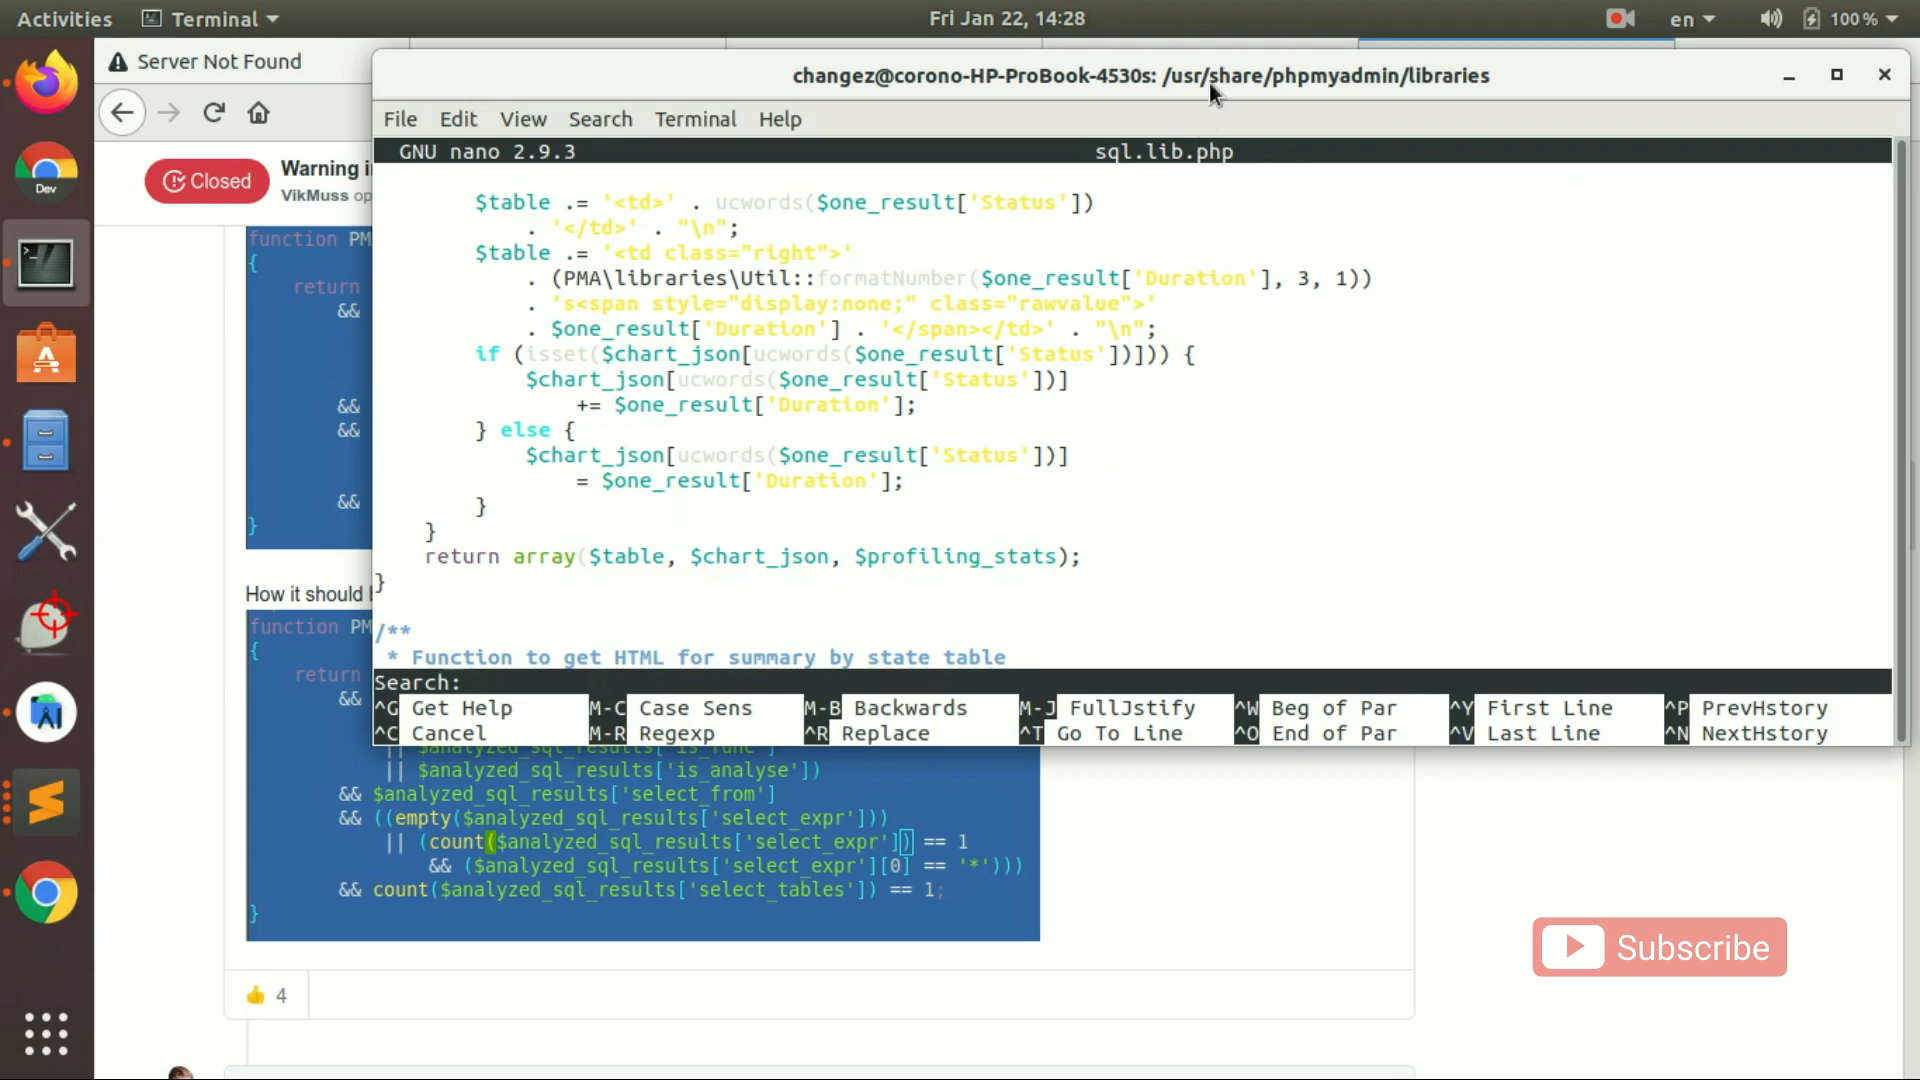 Activities Terminal Fri Jan 22, 14:28 en 100 %
Server Not Found
changez@corono-HP-ProBook-4530s: /usr/share/phpmyadmin/libraries
File Edit View Search Terminal Help
GNU nano 2.9.3 sql.lib.php
Closed
Warning i
VikMuss op
Dev
$table .= '<td>' . ucwords($one_result['Status'])
. '</td>' . "\n";
$table .= '<td class="right">'
. (PMA\libraries\Util::formatNumber($one_result['Duration'], 3, 1))
. 's<span style="display:none;" class="rawvalue">'
. $one_result['Duration'] . '</span></td>' . "\n";
if (isset($chart_json[ucwords($one_result['Status'])])) {
$chart_json[ucwords($one_result['Status'])]
+= $one_result['Duration'];
} else {
$chart_json[ucwords($one_result['Status'])]
= $one_result['Duration'];
}
}
return array($table, $chart_json, $profiling_stats);
}
/**
* Function to get HTML for summary by state table
Search:
^G Get Help M-C Case Sens M-B Backwards M-J FullJstify ^W Beg of Par ^Y First Line ^P PrevHstory
^C Cancel M-R Regexp ^R Replace ^T Go To Line ^O End of Par ^V Last Line ^N NextHstory
function PM
{
return
&&
&&
&&
&&
}
How it should
function PM
{
return
&&
|| $analyzed_sql_results['is_func']
|| $analyzed_sql_results['is_analyse'])
&& $analyzed_sql_results['select_from']
&& ((empty($analyzed_sql_results['select_expr']))
|| (count($analyzed_sql_results['select_expr']) == 1
&& ($analyzed_sql_results['select_expr'][0] == '*')))
&& count($analyzed_sql_results['select_tables']) == 1;
}
4
Subscribe